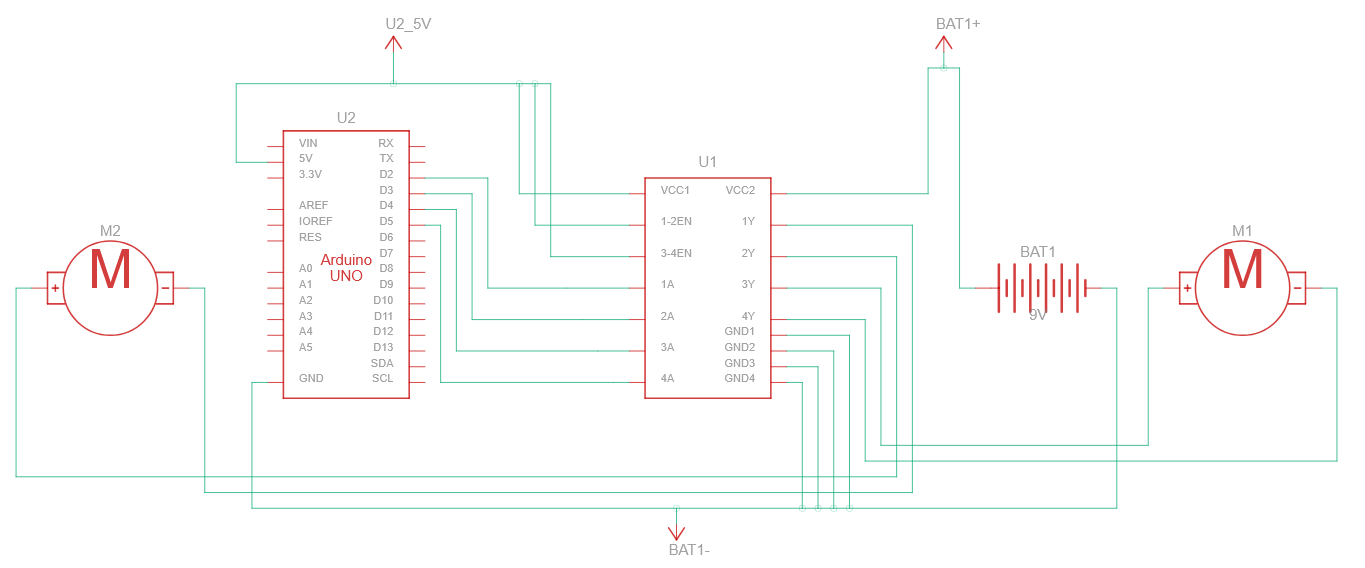 U2_5V
BAT1+
U2
VIN
5V
3.3V
AREF
IOREF
RES
A0
A1
A2
A3
A4
A5
GND
Arduino
UNO
RX
TX
D2
D3
D4
D5
D6
D7
D8
D9
D10
D11
D12
D13
SDA
SCL
U1
VCC1
1-2EN
3-4EN
1A
2A
3A
4A
VCC2
1Y
2Y
3Y
4Y
GND1
GND2
GND3
GND4
M2
M
+
-
BAT1
9V
M1
M
+
-
BAT1-